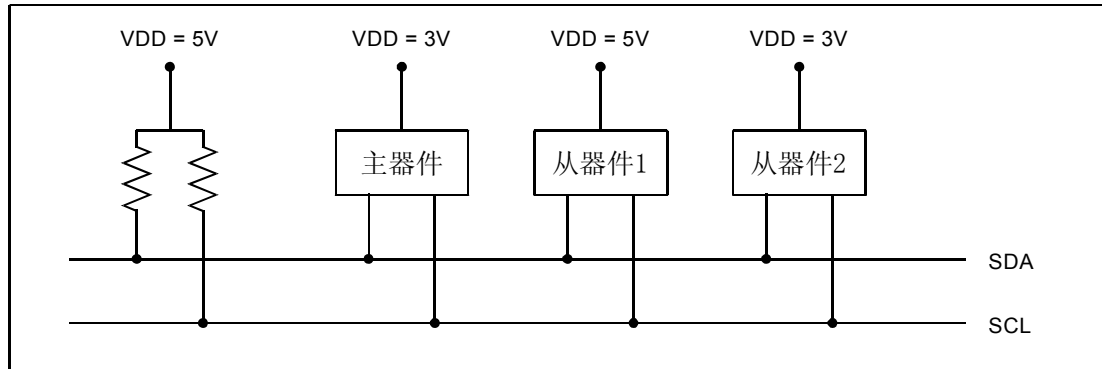 VDD = 5V
VDD = 3V
VDD = 5V
VDD = 3V
主器件
从器件1
从器件2
SDA
SCL